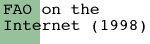 FAO on the
Internet (1998)